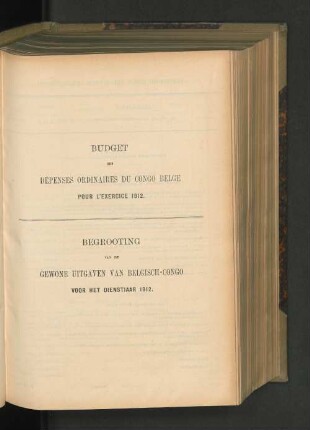 BUDGET
DES
DÉPENSES ORDINAIRES DU CONGO BELGE
POUR L'EXERCICE 1912.
BEGROOTING
VAN DE
GEWONE UITGAVEN VAN BELGISCH-CONGO
VOOR HET DIENSTJAAR 1912.